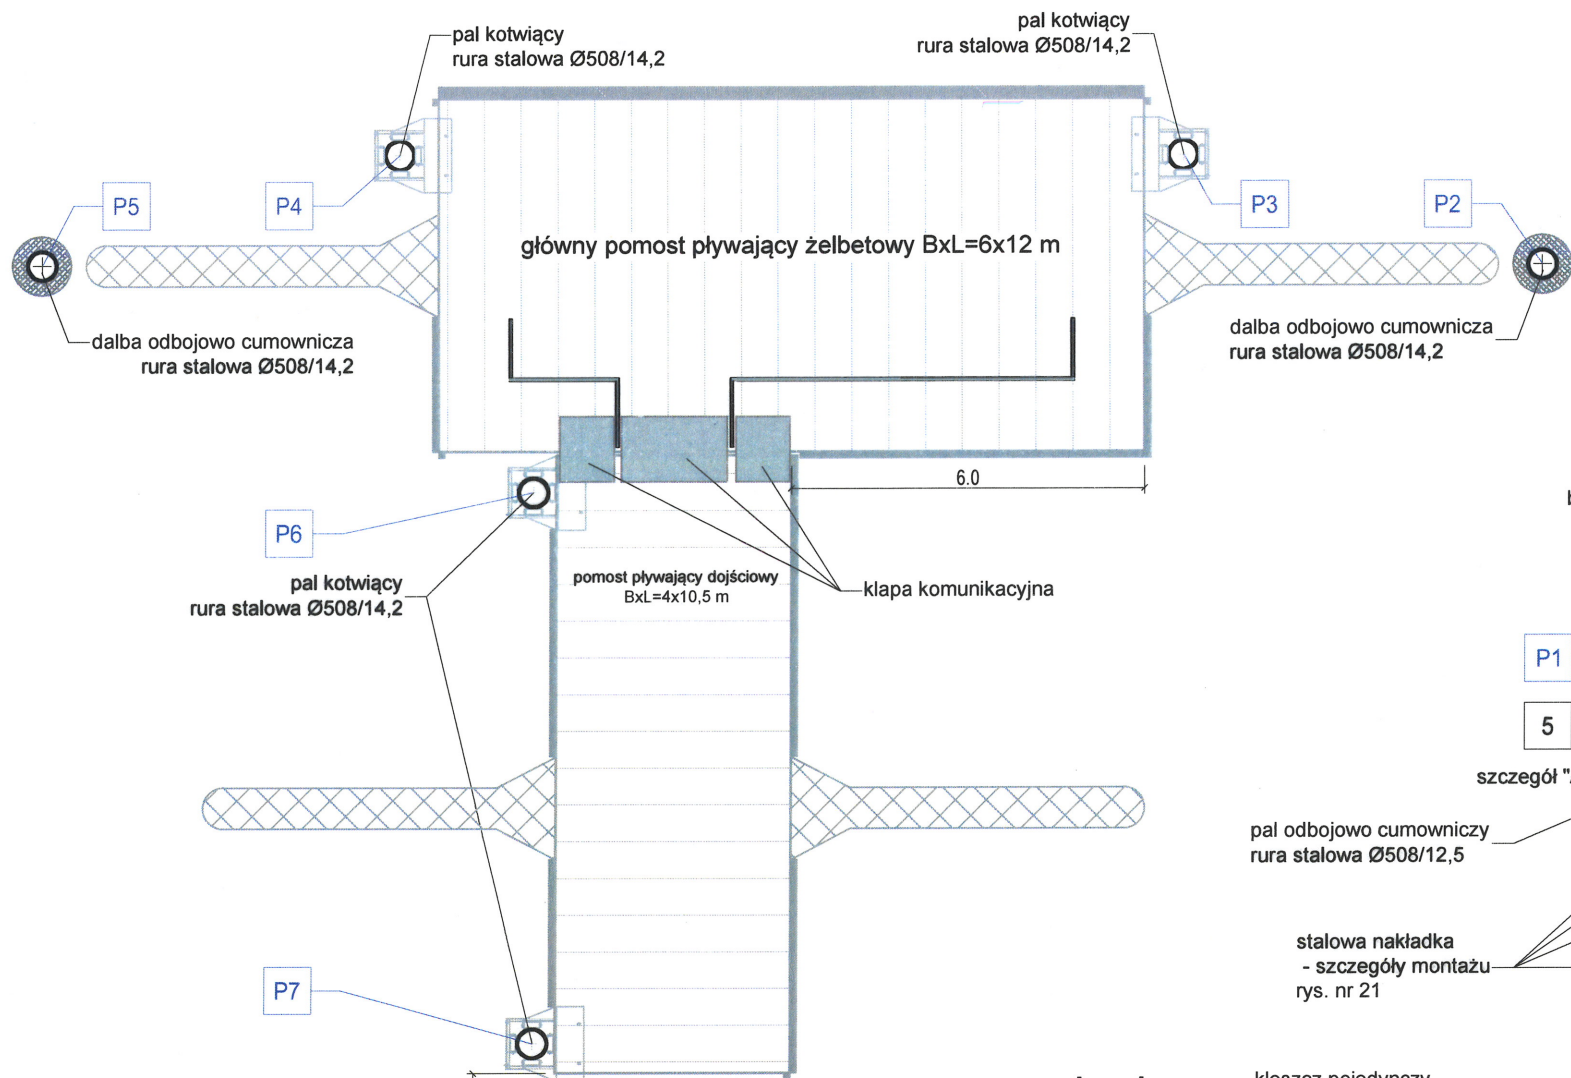 pal kotwiący
rura stalowa Ø508/14,2
pal kotwiący
rura stalowa Ø508/14,2
P5
P4
P3
P2
główny pomost pływający żelbetowy BxL=6x12 m
dalba odbojowo cumownicza
rura stalowa Ø508/14,2
dalba odbojowo cumownicza
rura stalowa Ø508/14,2
6.0
P6
pal kotwiący
rura stalowa Ø508/14,2
pomost pływający dojściowy
BxL=4x10,5 m
klapa komunikacyjna
P1
5
szczegół "
pal odbojowo cumowniczy
rura stalowa Ø508/12,5
stalowa nakładka
- szczegóły montażu
rys. nr 21
P7